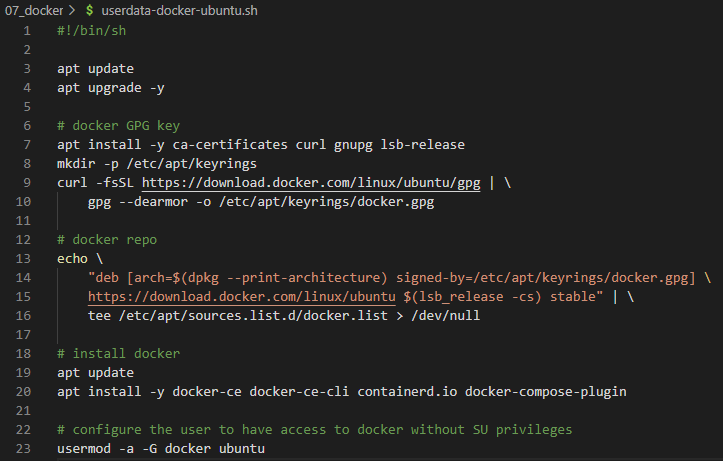 07_docker > $ userdata-docker-ubuntu.sh
1 #!/bin/sh
2
3 apt update
4 apt upgrade -y
5
6 # docker GPG key
7 apt install -y ca-certificates curl gnupg lsb-release
8 mkdir -p /etc/apt/keyrings
9 curl -fsSL https://download.docker.com/linux/ubuntu/gpg | \
10     gpg --dearmor -o /etc/apt/keyrings/docker.gpg
11
12 # docker repo
13 echo \
14     "deb [arch=$(dpkg --print-architecture) signed-by=/etc/apt/keyrings/docker.gpg] \
15     https://download.docker.com/linux/ubuntu $(lsb_release -cs) stable" | \
16     tee /etc/apt/sources.list.d/docker.list > /dev/null
17
18 # install docker
19 apt update
20 apt install -y docker-ce docker-ce-cli containerd.io docker-compose-plugin
21
22 # configure the user to have access to docker without SU privileges
23 usermod -a -G docker ubuntu